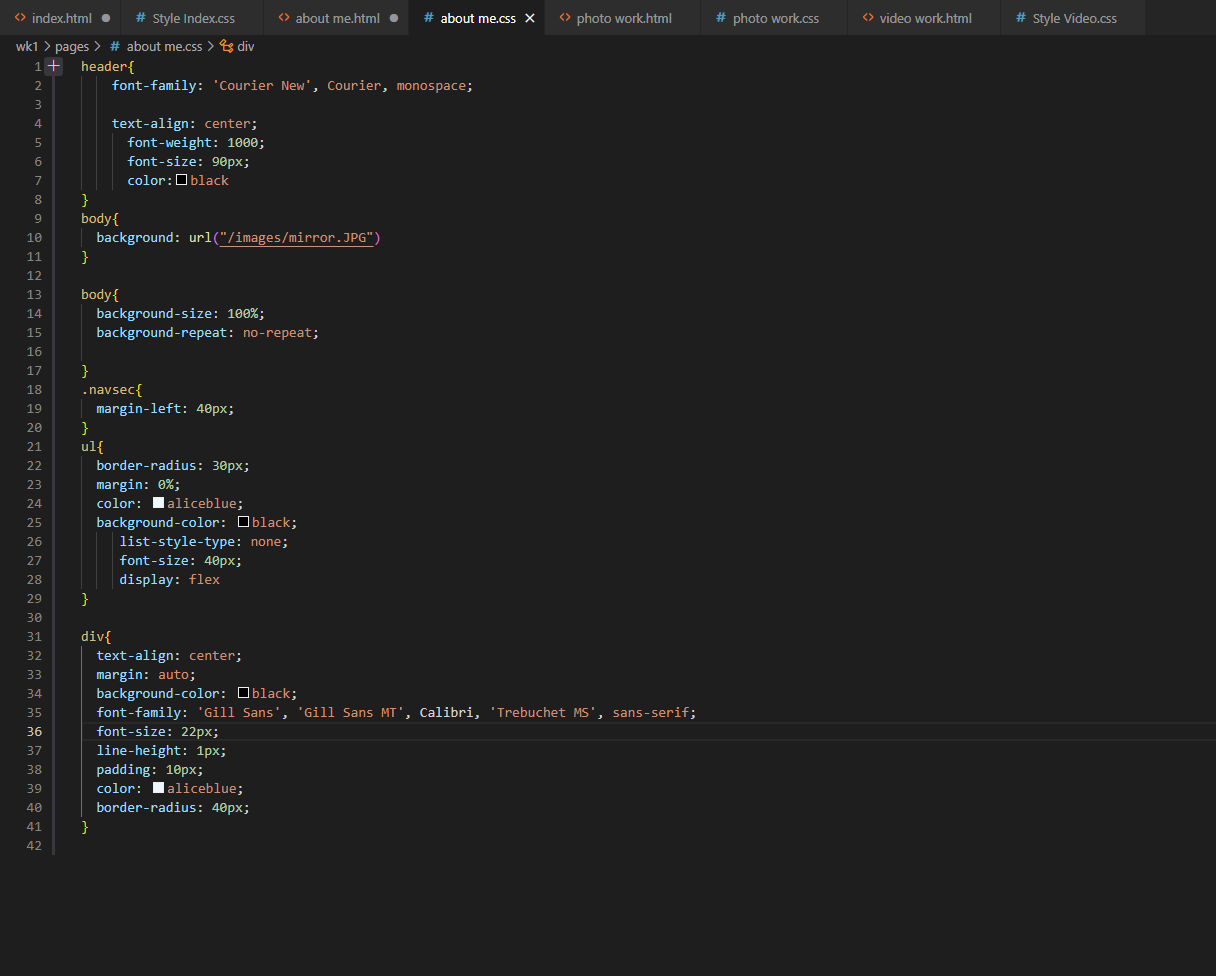 index.html
Style Index.css
about me.html
about me.css
photo work.html
photo work.css
video work.html
Style Video.css
wk1 > pages > # about me.css > div
1 header{
2 font-family: 'Courier New', Courier, monospace;
3
4 text-align: center;
5 font-weight: 1000;
6 font-size: 90px;
7 color: black
8 }
9 body{
10 background: url("/images/mirror.JPG")
11 }
12
13 body{
14 background-size: 100%;
15 background-repeat: no-repeat;
16
17 }
18 .navsec{
19 margin-left: 40px;
20 }
21 ul{
22 border-radius: 30px;
23 margin: 0%;
24 color: aliceblue;
25 background-color: black;
26 list-style-type: none;
27 font-size: 40px;
28 display: flex
29 }
30
31 div{
32 text-align: center;
33 margin: auto;
34 background-color: black;
35 font-family: 'Gill Sans', 'Gill Sans MT', Calibri, 'Trebuchet MS', sans-serif;
36 font-size: 22px;
37 line-height: 1px;
38 padding: 10px;
39 color: aliceblue;
40 border-radius: 40px;
41 }
42